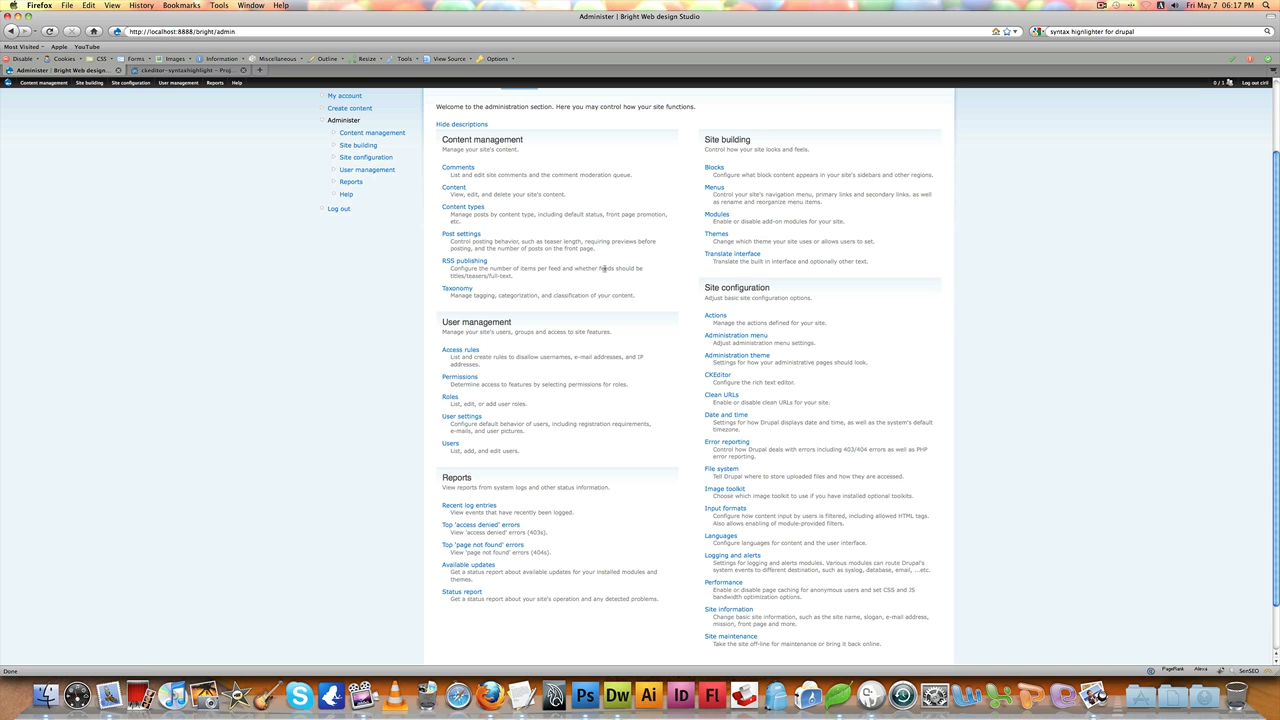 Firefox File Edit View History Bookmarks Tools Window Help
Fri May 7 06:17 PM
Administer | Bright Web design Studio
http://localhost:8888/bright/admin
syntax highlighter for drupal
Most Visited Apple YouTube
Disable Cookies CSS Forms Images Information Miscellaneous Outline Resize Tools View Source Options
Administer | Bright Web design...
ckeditor-syntaxhighlight - Proj...
Content management Site building Site configuration User management Reports Help
0 / 1
Log out ciril
My account
Create content
Administer
Content management
Site building
Site configuration
User management
Reports
Help
Log out
Welcome to the administration section. Here you may control how your site functions.
Hide descriptions
Content management
Manage your site's content.
Comments
List and edit site comments and the comment moderation queue.
Content
View, edit, and delete your site's content.
Content types
Manage posts by content type, including default status, front page promotion,
etc.
Post settings
Control posting behavior, such as teaser length, requiring previews before
posting, and the number of posts on the front page.
RSS publishing
Configure the number of items per feed and whether feeds should be
titles/teasers/full-text.
Taxonomy
Manage tagging, categorization, and classification of your content.
User management
Manage your site's users, groups and access to site features.
Access rules
List and create rules to disallow usernames, e-mail addresses, and IP
addresses.
Permissions
Determine access to features by selecting permissions for roles.
Roles
List, edit, or add user roles.
User settings
Configure default behavior of users, including registration requirements,
e-mails, and user pictures.
Users
List, add, and edit users.
Reports
View reports from system logs and other status information.
Recent log entries
View events that have recently been logged.
Top 'access denied' errors
View 'access denied' errors (403s).
Top 'page not found' errors
View 'page not found' errors (404s).
Available updates
Get a status report about available updates for your installed modules and
themes.
Status report
Get a status report about your site's operation and any detected problems.
Site building
Control how your site looks and feels.
Blocks
Configure what block content appears in your site's sidebars and other regions.
Menus
Control your site's navigation menu, primary links and secondary links. as well
as rename and reorganize menu items.
Modules
Enable or disable add-on modules for your site.
Themes
Change which theme your site uses or allows users to set.
Translate interface
Translate the built in interface and optionally other text.
Site configuration
Adjust basic site configuration options.
Actions
Manage the actions defined for your site.
Administration menu
Adjust administration menu settings.
Administration theme
Settings for how your administrative pages should look.
CKEditor
Configure the rich text editor.
Clean URLs
Enable or disable clean URLs for your site.
Date and time
Settings for how Drupal displays date and time, as well as the system's default
timezone.
Error reporting
Control how Drupal deals with errors including 403/404 errors as well as PHP
error reporting.
File system
Tell Drupal where to store uploaded files and how they are accessed.
Image toolkit
Choose which image toolkit to use if you have installed optional toolkits.
Input formats
Configure how content input by users is filtered, including allowed HTML tags.
Also allows enabling of module-provided filters.
Languages
Configure languages for content and the user interface.
Logging and alerts
Settings for logging and alerts modules. Various modules can route Drupal's
system events to different destination, such as syslog, database, email, ...etc.
Performance
Enable or disable page caching for anonymous users and set CSS and JS
bandwidth optimization options.
Site information
Change basic site information, such as the site name, slogan, e-mail address,
mission, front page and more.
Site maintenance
Take the site off-line for maintenance or bring it back online.
Done
PageRank Alexa SenSEO
Ps Dw Ai Id Fl